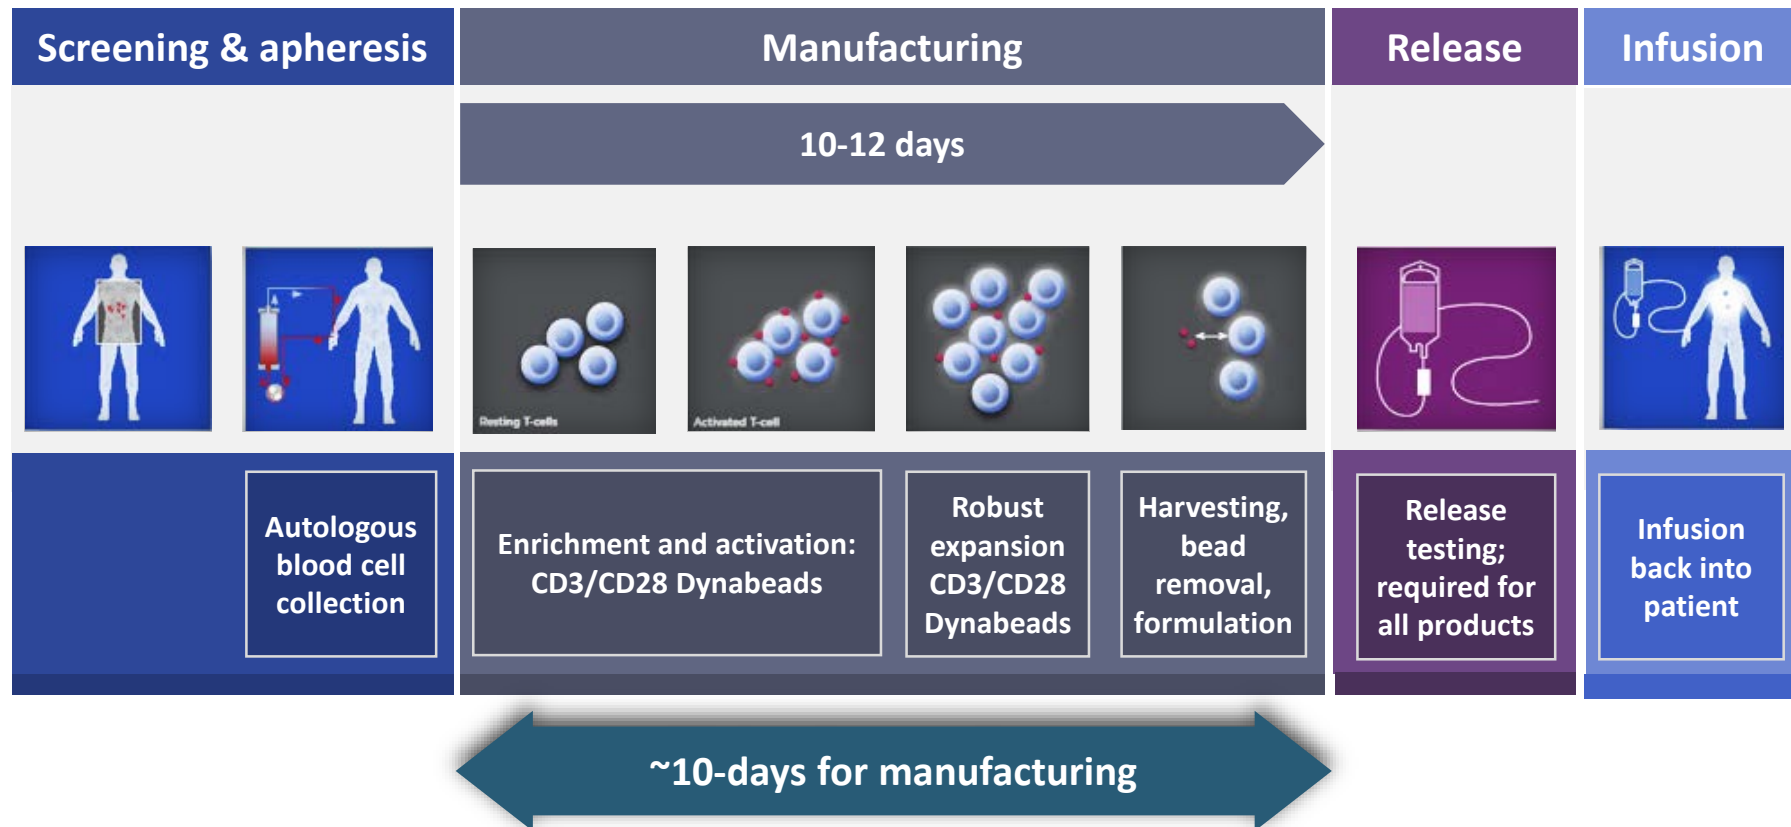 Screening & apheresis
Manufacturing
Release
Infusion
10-12 days
Resting T-cells
Activated T-cell
Autologous
blood cell
collection
Enrichment and activation:
CD3/CD28 Dynabeads
Robust
expansion
CD3/CD28
Dynabeads
Harvesting,
bead
removal,
formulation
Release
testing;
required for
all products
Infusion
back into
patient
~10-days for manufacturing